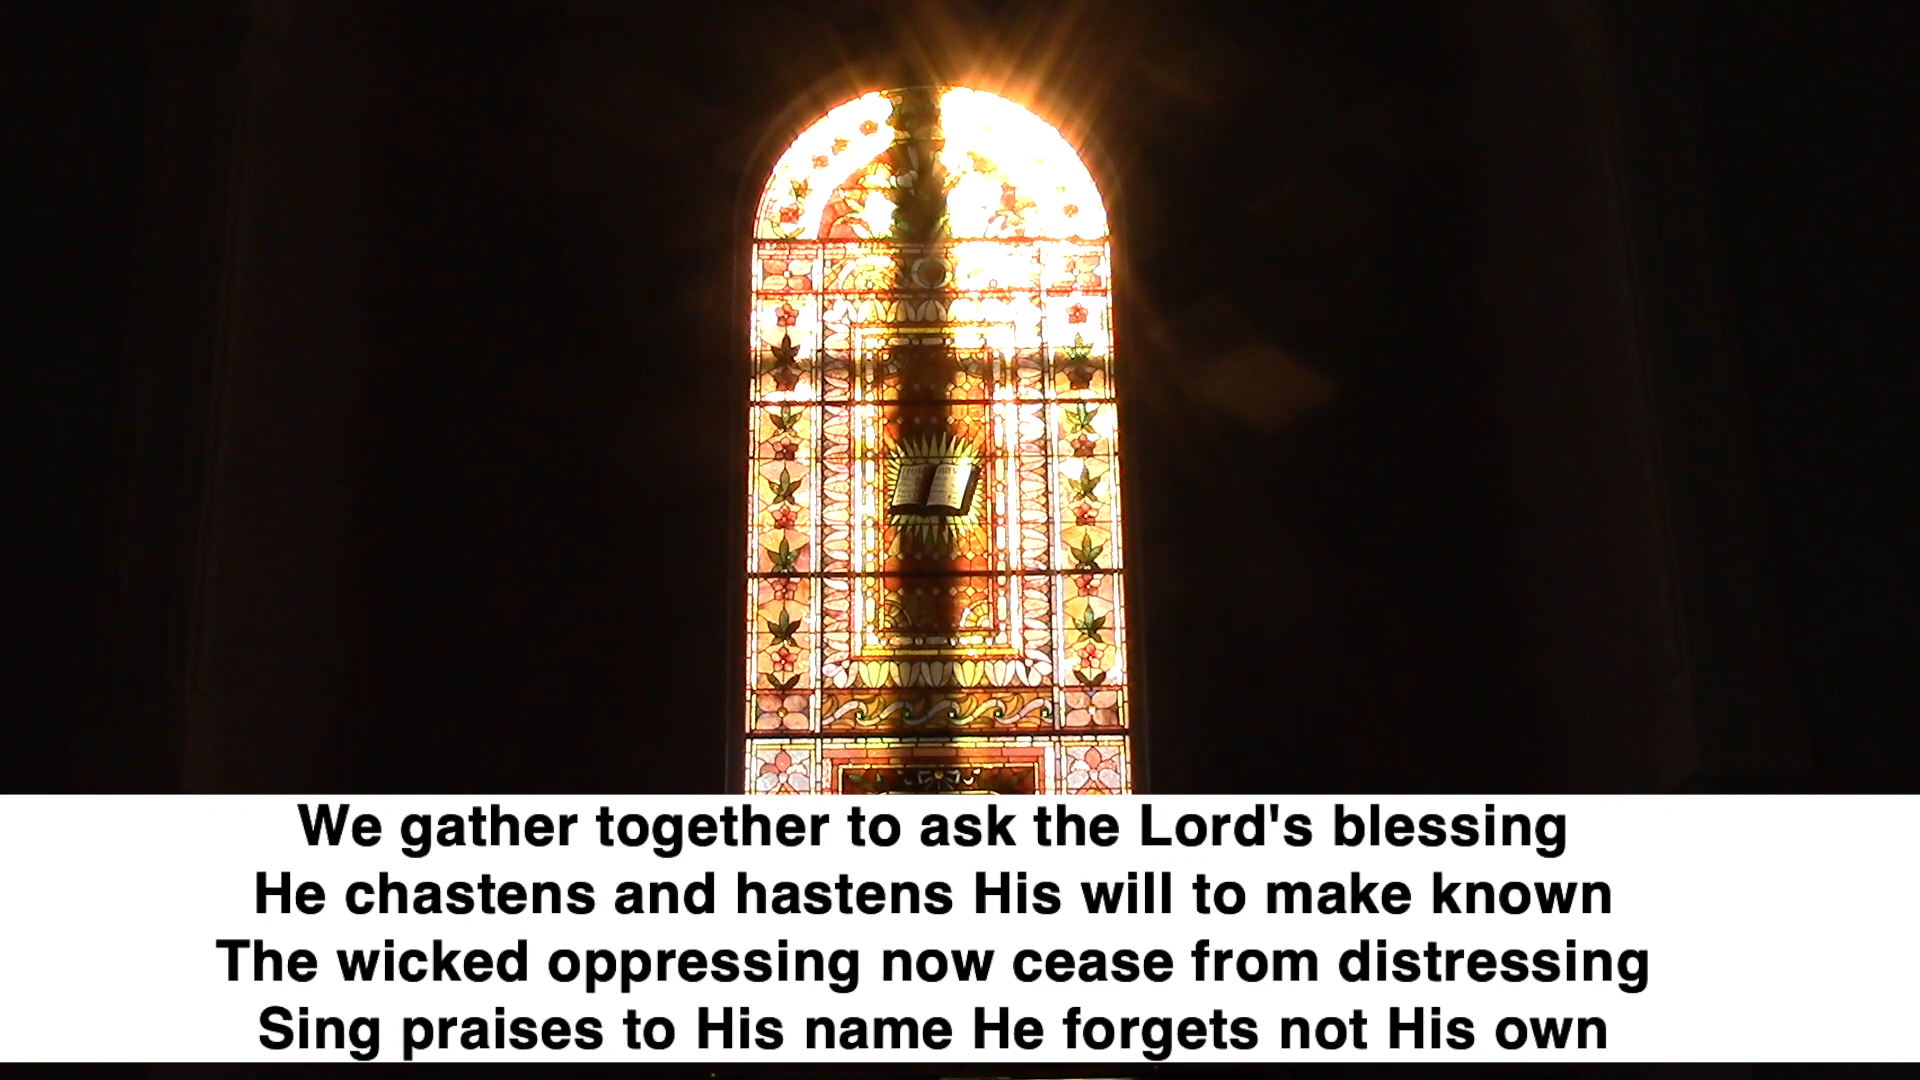 We gather together to ask the Lord's blessing
He chastens and hastens His will to make known
The wicked oppressing now cease from distressing
Sing praises to His name He forgets not His own